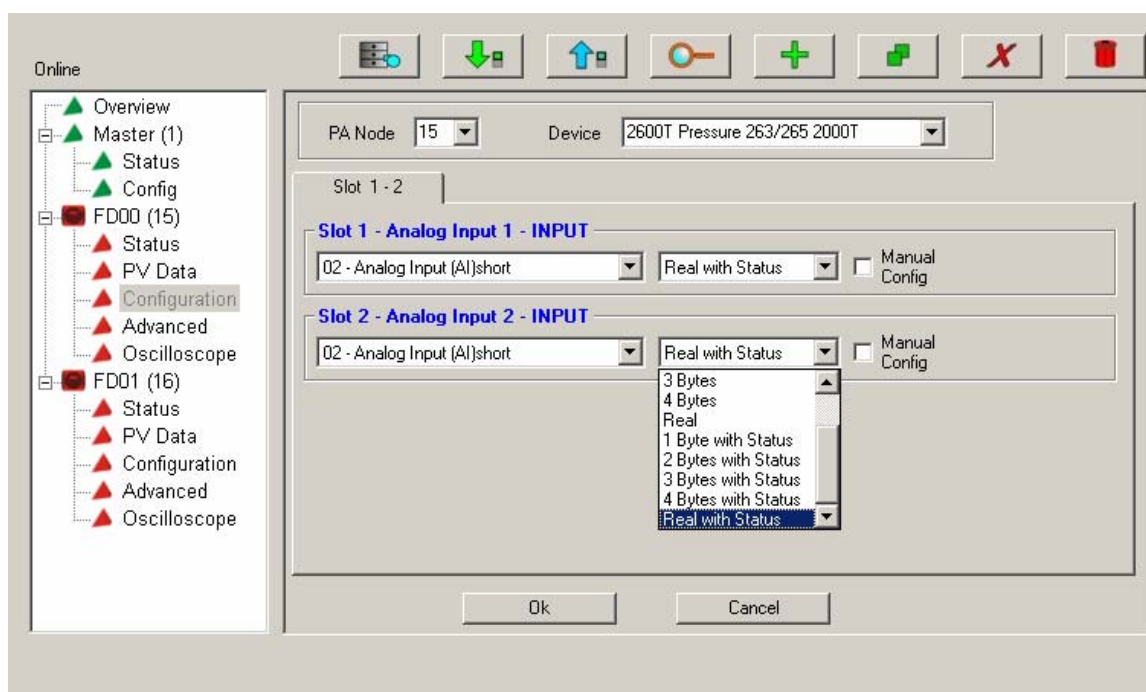 Online
Overview
Master (1)
Status
Config
FD00 (15)
Status
PV Data
Configuration
Advanced
Oscilloscope
FD01 (16)
Status
PV Data
Configuration
Advanced
Oscilloscope
PA Node 15 Device 2600T Pressure 263/265 2000T
Slot 1 - 2
Slot 1 - Analog Input 1 - INPUT
02 - Analog Input (AI)short Real with Status Manual Config
Slot 2 - Analog Input 2 - INPUT
02 - Analog Input (AI)short Real with Status Manual Config
3 Bytes
4 Bytes
Real
1 Byte with Status
2 Bytes with Status
3 Bytes with Status
4 Bytes with Status
Real with Status
Ok Cancel